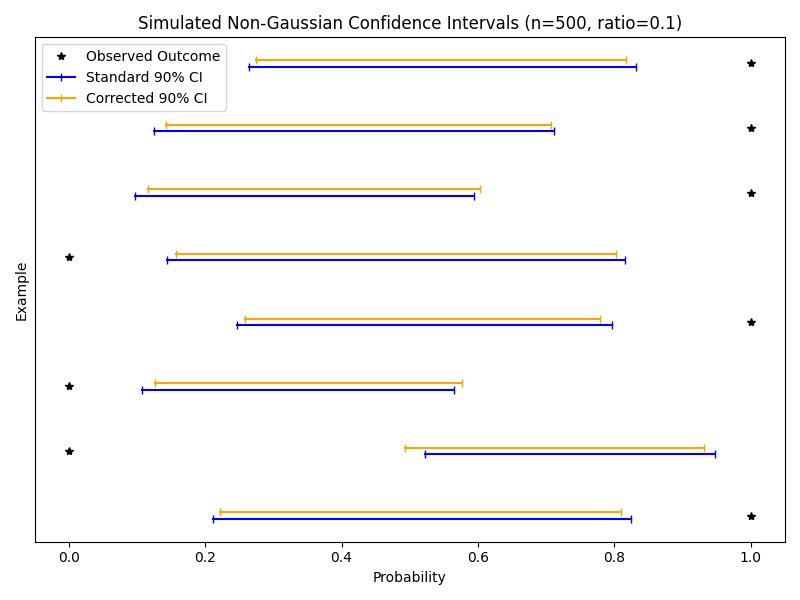 Simulated Non-Gaussian Confidence Intervals (n=500, ratio=0.1)
Observed Outcome
Standard 90% CI
Corrected 90% CI
Example
0.0 0.2 0.4 0.6 0.8 1.0
Probability